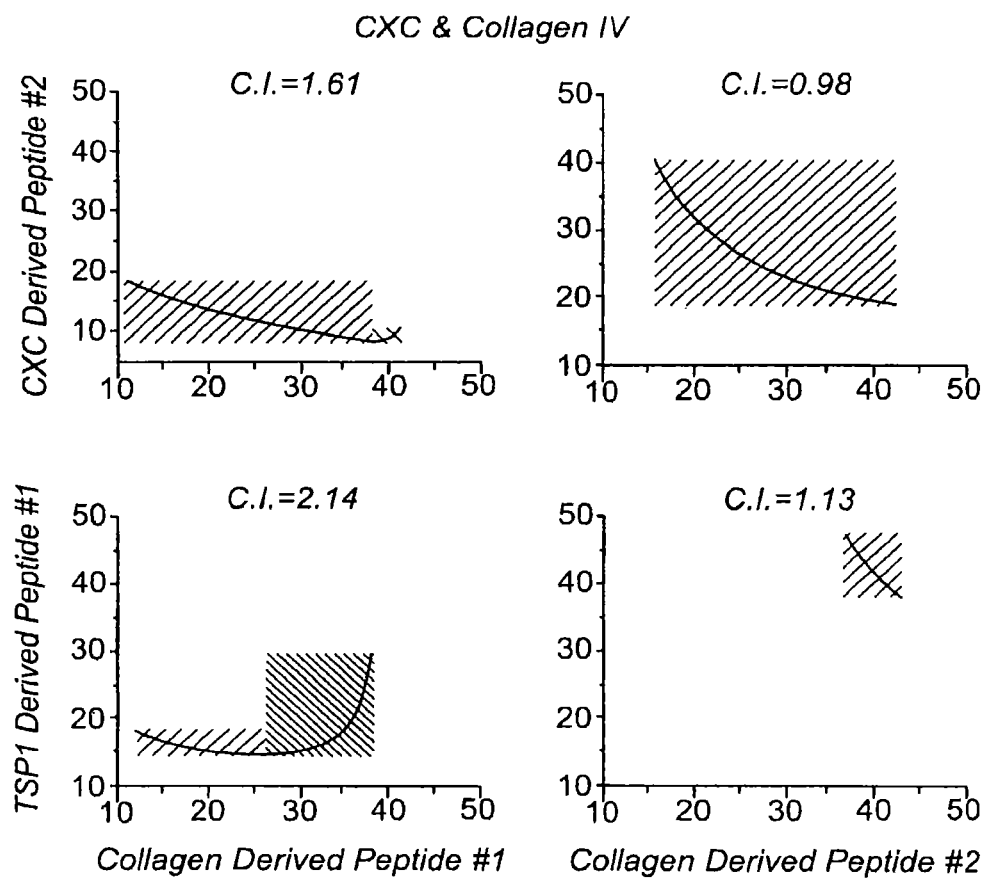 CXC & Collagen IV
C.I.=1.61
C.I.=0.98
CXC Derived Peptide #2
50
40
30
20
10
10 20 30 40 50
50
40
30
20
10
10 20 30 40 50
C.I.=2.14
C.I.=1.13
TSP1 Derived Peptide #1
50
40
30
20
10
10 20 30 40 50
50
40
30
20
10
10 20 30 40 50
Collagen Derived Peptide #1
Collagen Derived Peptide #2